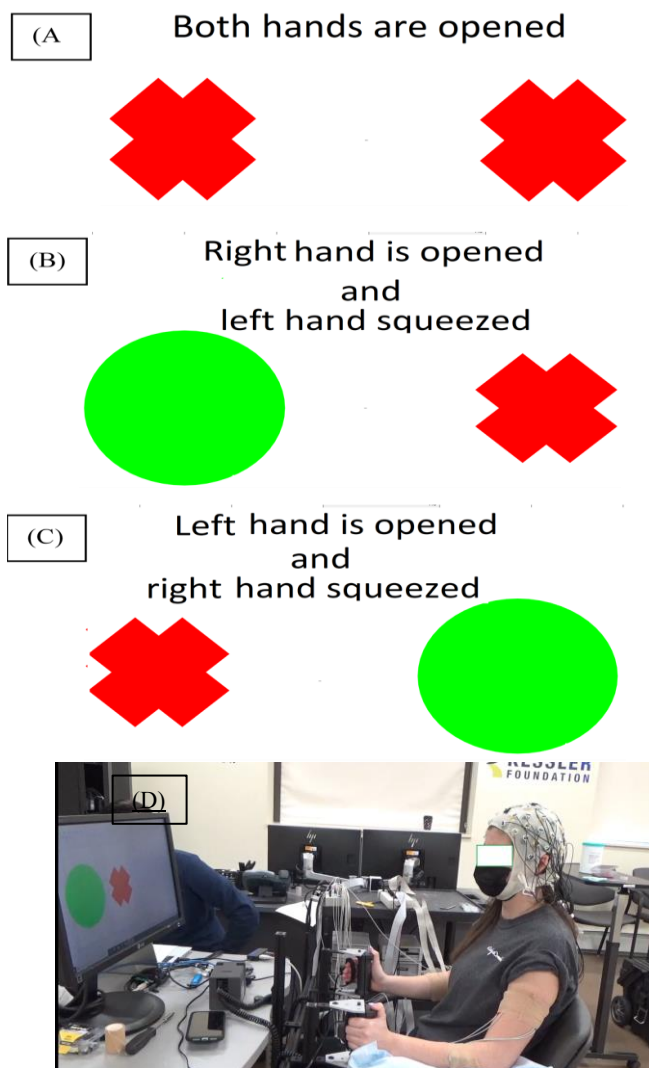 (A
Both hands are opened
(B)
Right hand is opened
and
left hand squeezed
(C)
Left hand is opened
and
right hand squeezed
(D)
KESSLER
FOUNDATION
hp